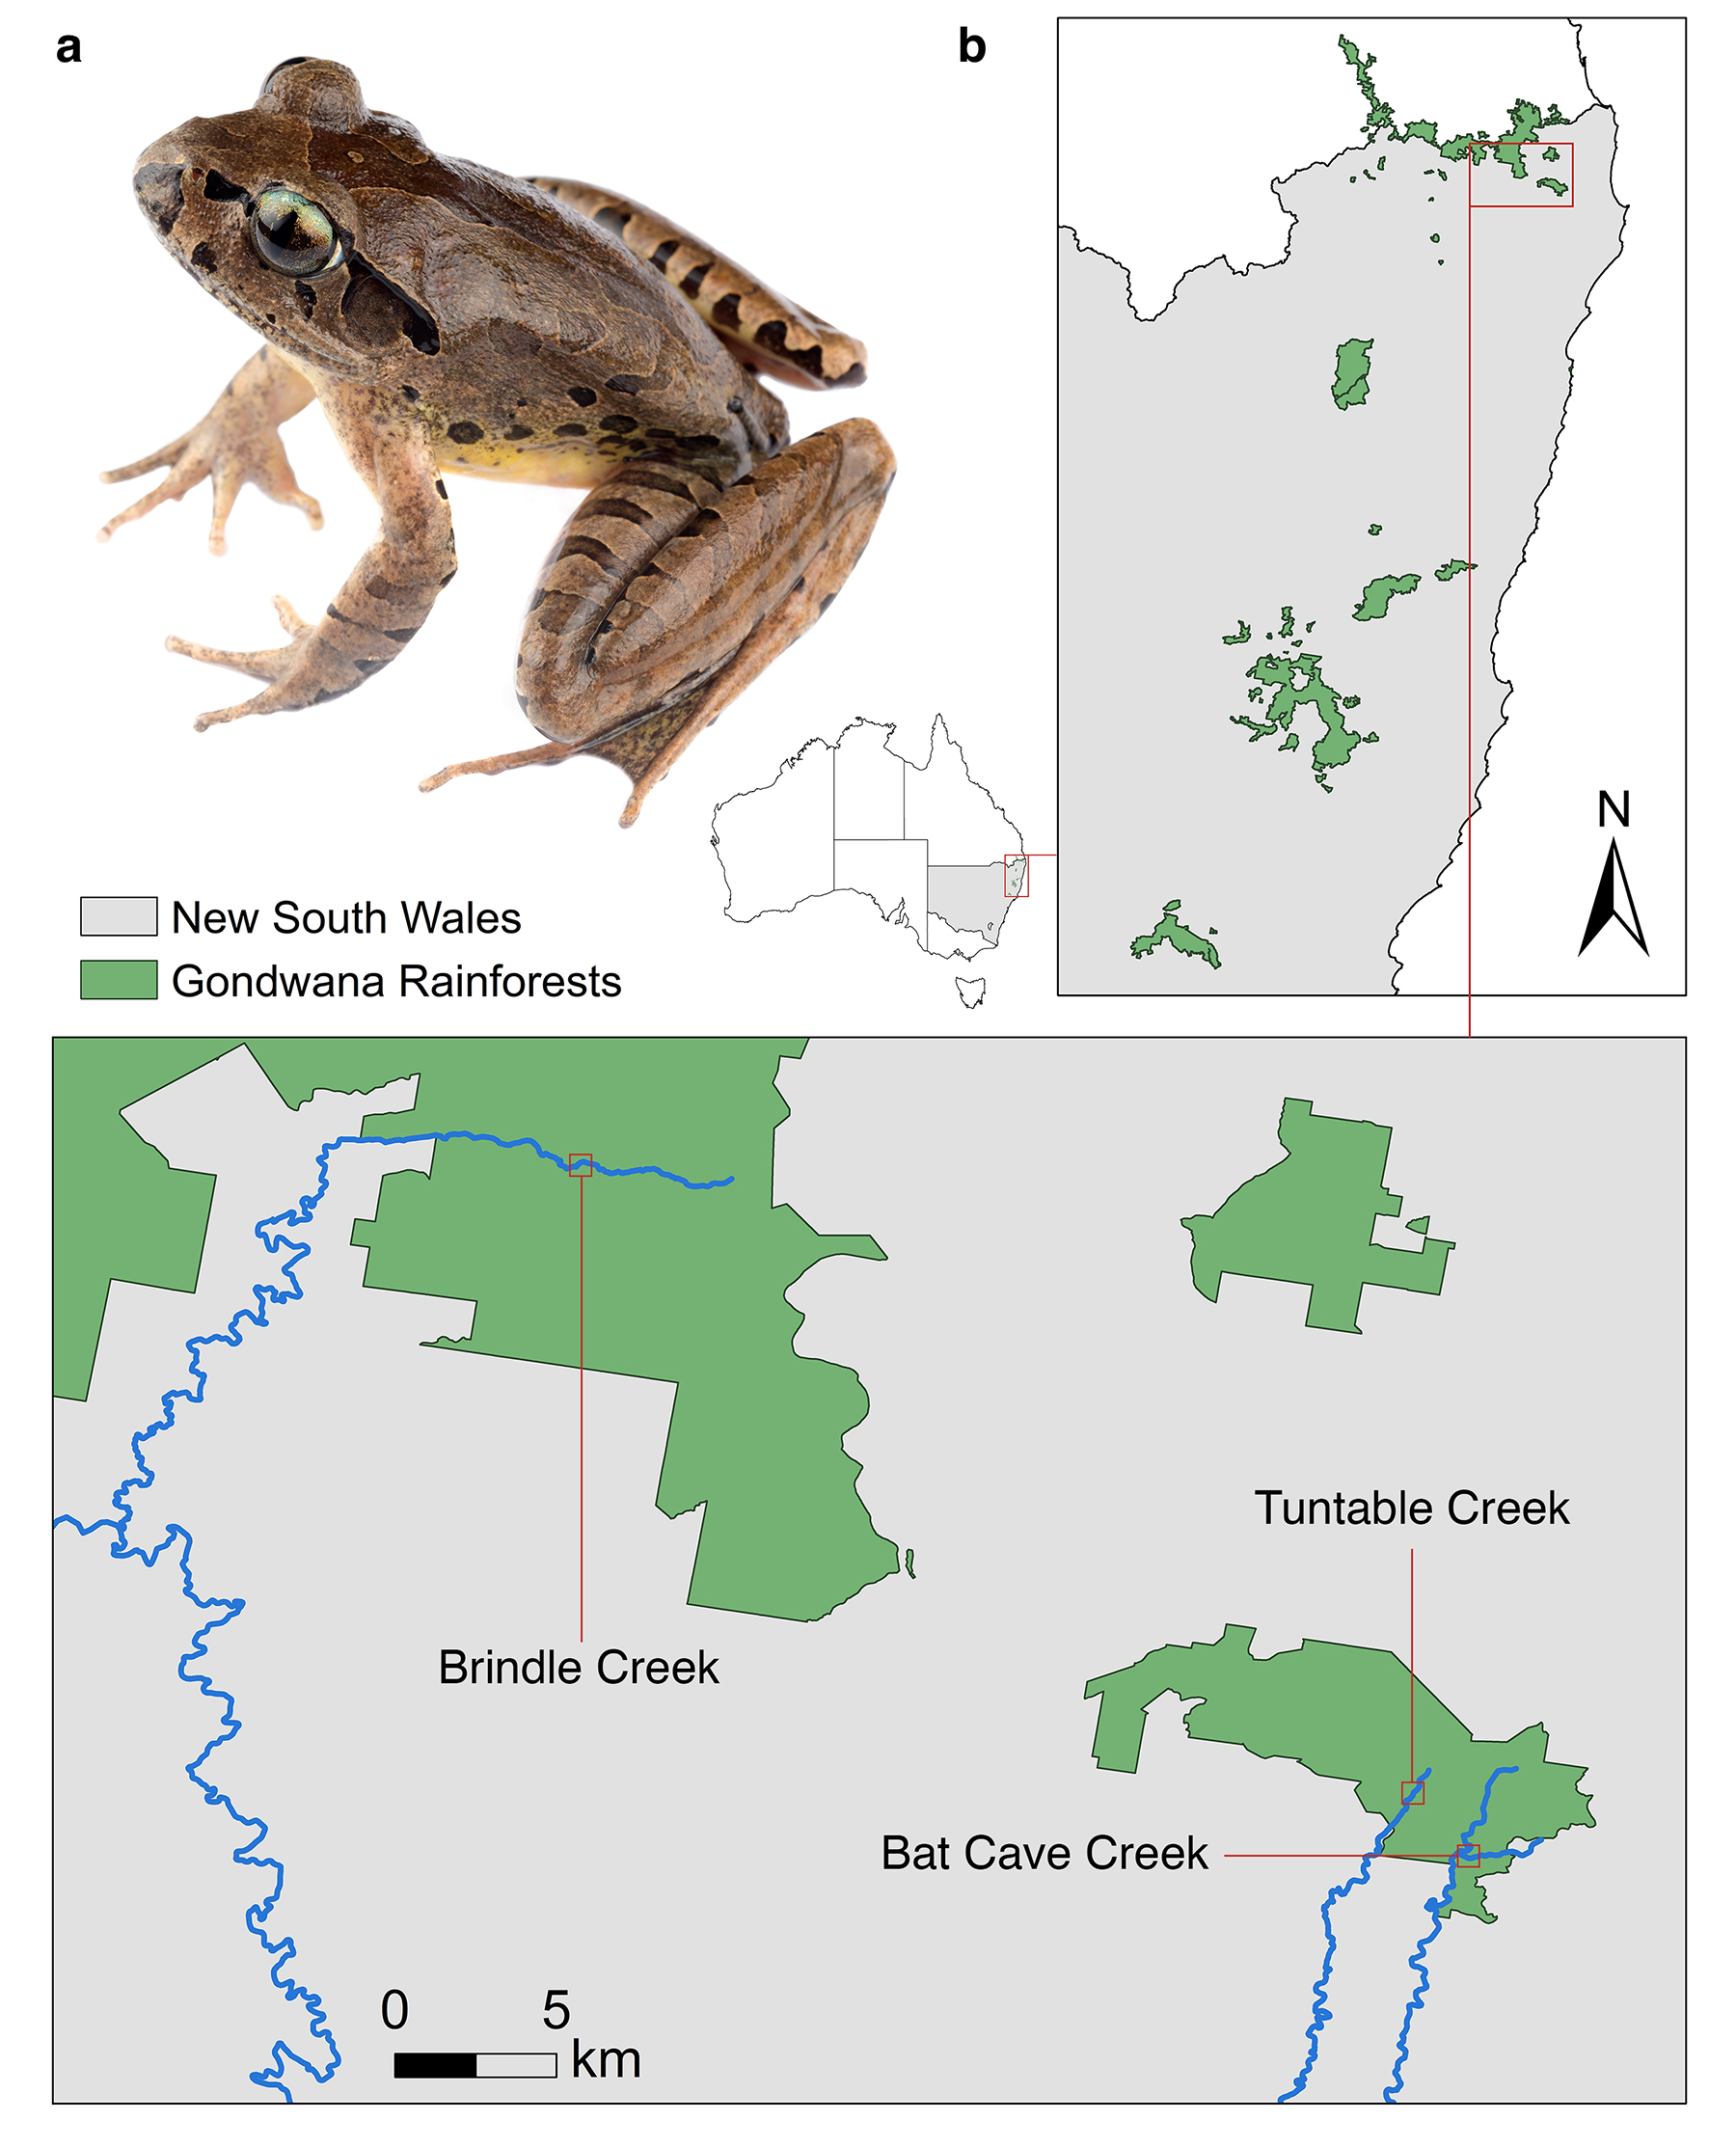 a
b
N
New South Wales
Gondwana Rainforests
Tuntable Creek
Brindle Creek
Bat Cave Creek
0 5
km